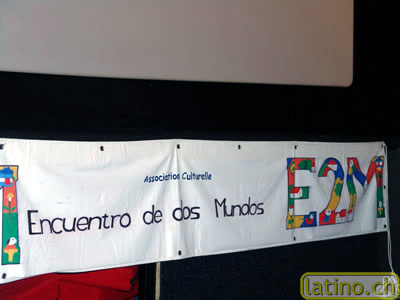 Association Culturelle
Encuentro de dos Mundos
E2M
latino.ch